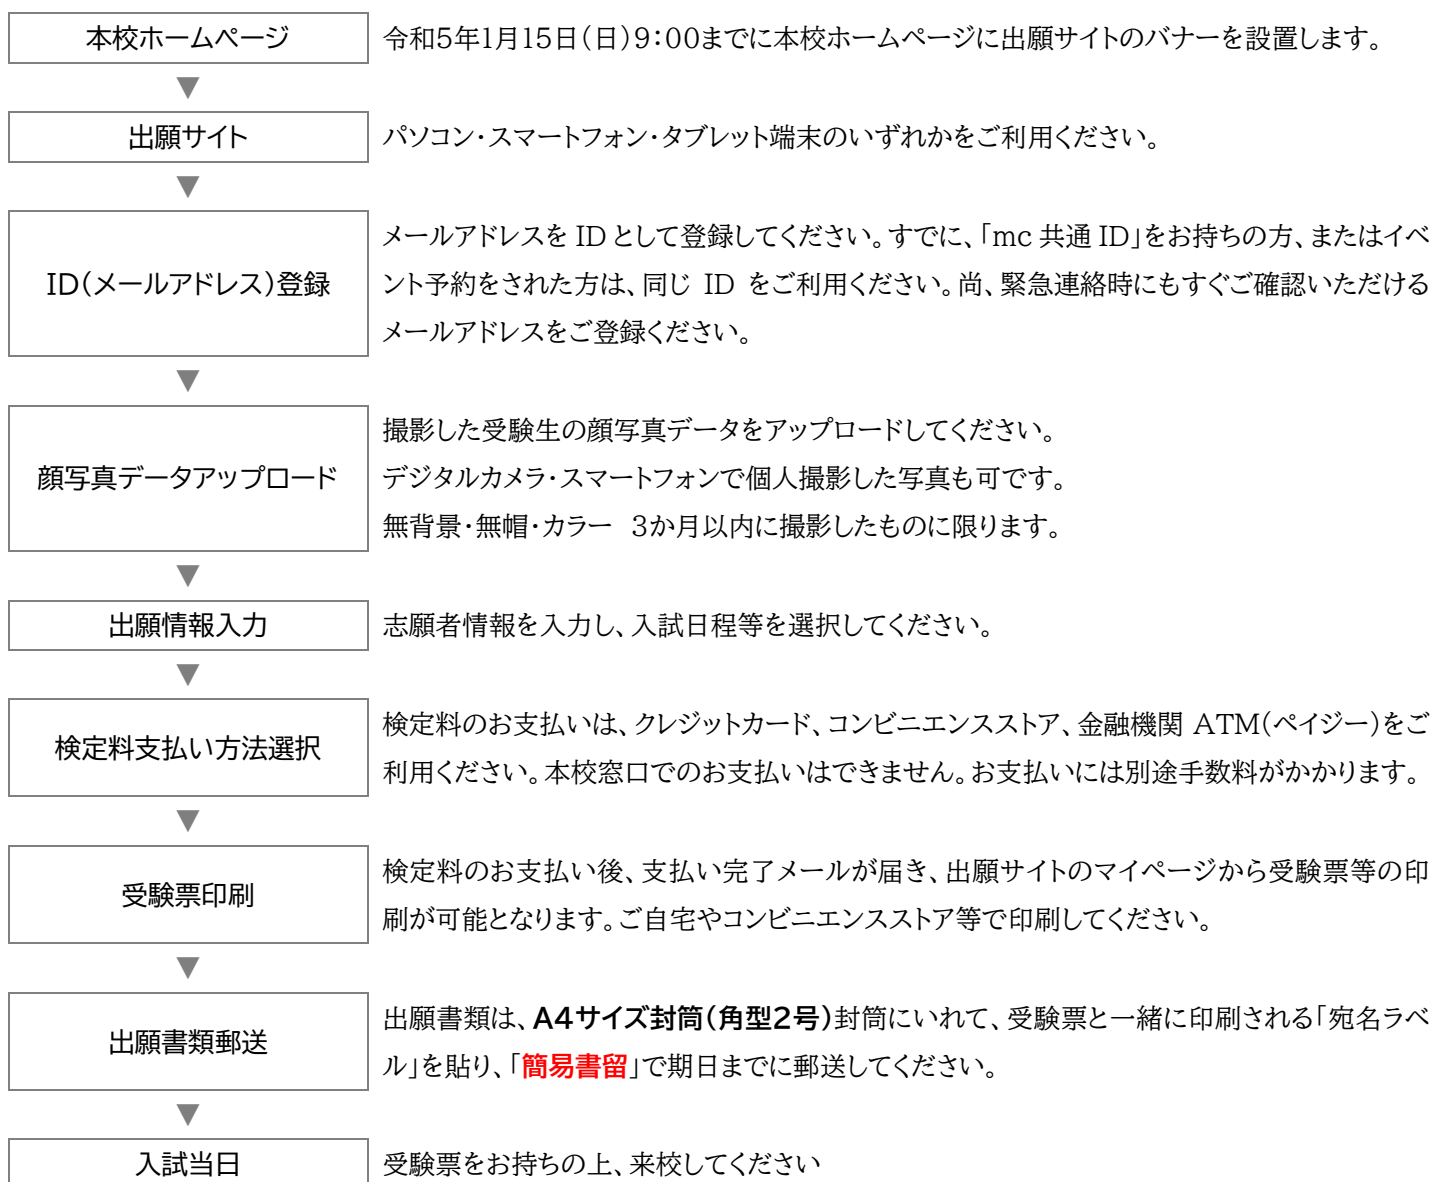 本校ホームページ
令和5年1月15日(日)9:00までに本校ホームページに出願サイトのバナーを設置します。
▼
出願サイト
パソコン・スマートフォン・タブレット端末のいずれかをご利用ください。
▼
ID(メールアドレス)登録
メールアドレスを ID として登録してください。すでに、「mc 共通 ID」をお持ちの方、またはイベ
ント予約をされた方は、同じ ID をご利用ください。尚、緊急連絡時にもすぐご確認いただける
メールアドレスをご登録ください。
▼
顔写真データアップロード
撮影した受験生の顔写真データをアップロードしてください。
デジタルカメラ・スマートフォンで個人撮影した写真も可です。
無背景・無帽・カラー 3か月以内に撮影したものに限ります。
▼
出願情報入力
志願者情報を入力し、入試日程等を選択してください。
▼
検定料支払い方法選択
検定料のお支払いは、クレジットカード、コンビニエンスストア、金融機関 ATM(ペイジー)をご
利用ください。本校窓口でのお支払いはできません。お支払いには別途手数料がかかります。
▼
受験票印刷
検定料のお支払い後、支払い完了メールが届き、出願サイトのマイページから受験票等の印
刷が可能となります。ご自宅やコンビニエンスストア等で印刷してください。
▼
出願書類郵送
出願書類は、A4サイズ封筒(角型2号)封筒にいれて、受験票と一緒に印刷される「宛名ラベ
ル」を貼り、「簡易書留」で期日までに郵送してください。
▼
入試当日
受験票をお持ちの上、来校してください